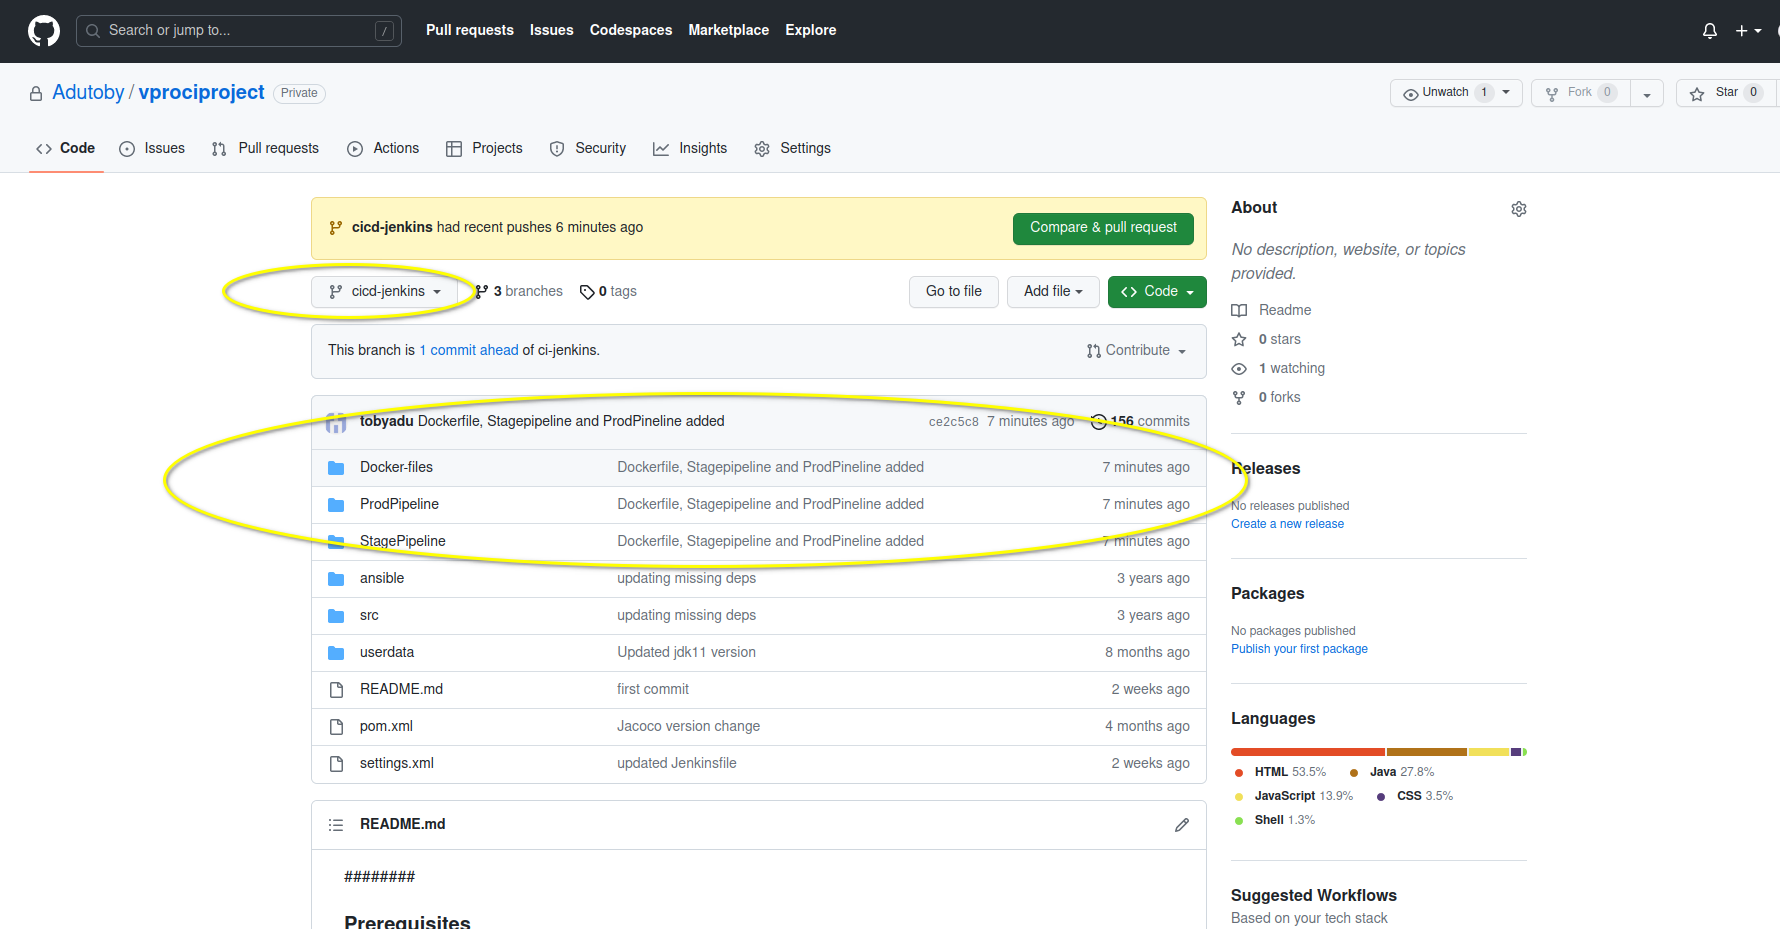 Search or jump to... / Pull requests Issues Codespaces Marketplace Explore
Adutoby / vprociproject Private Unwatch 1 Fork 0 Star 0
Code Issues Pull requests Actions Projects Security Insights Settings
cicd-jenkins had recent pushes 6 minutes ago Compare & pull request
cicd-jenkins 3 branches 0 tags Go to file Add file Code
This branch is 1 commit ahead of ci-jenkins. Contribute
tobyadu Dockerfile, Stagepipeline and ProdPineline added ce2c5c8 7 minutes ago 156 commits
Docker-files Dockerfile, Stagepipeline and ProdPineline added 7 minutes ago
ProdPipeline Dockerfile, Stagepipeline and ProdPineline added 7 minutes ago
StagePipeline Dockerfile, Stagepipeline and ProdPineline added 7 minutes ago
ansible updating missing deps 3 years ago
src updating missing deps 3 years ago
userdata Updated jdk11 version 8 months ago
README.md first commit 2 weeks ago
pom.xml Jacoco version change 4 months ago
settings.xml updated Jenkinsfile 2 weeks ago
README.md
########
Prerequisites
About
No description, website, or topics
provided.
Readme
0 stars
1 watching
0 forks
Releases
No releases published
Create a new release
Packages
No packages published
Publish your first package
Languages
HTML 53.5% Java 27.8%
JavaScript 13.9% CSS 3.5%
Shell 1.3%
Suggested Workflows
Based on your tech stack